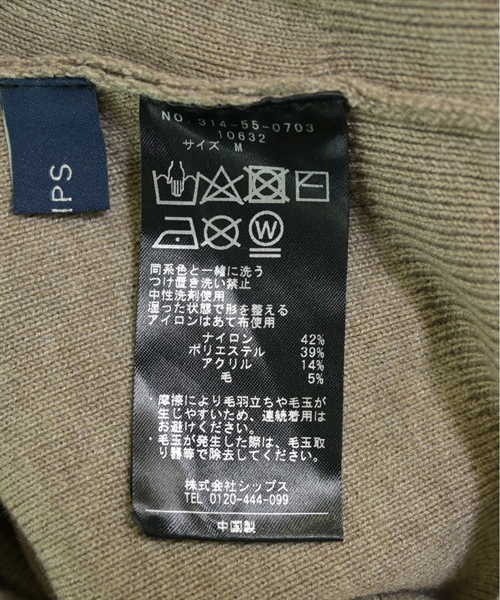 NO. 314-55-0703
10632
サイズ M
W
同系色と一緒に洗う
つけ置き洗い禁止
中性洗剤使用
湿った状態で形を整える
アイロンはあて布使用
ナイロン 42%
ポリエステル 39%
アクリル 14%
毛 5%
・摩擦により毛羽立ちや毛玉が
生じやすいため、連続着用は
お避けください。
・毛玉が発生した際は、毛玉取
り器等で除去してください。
株式会社シップス
TEL 0120-444-099
中国製
IPS